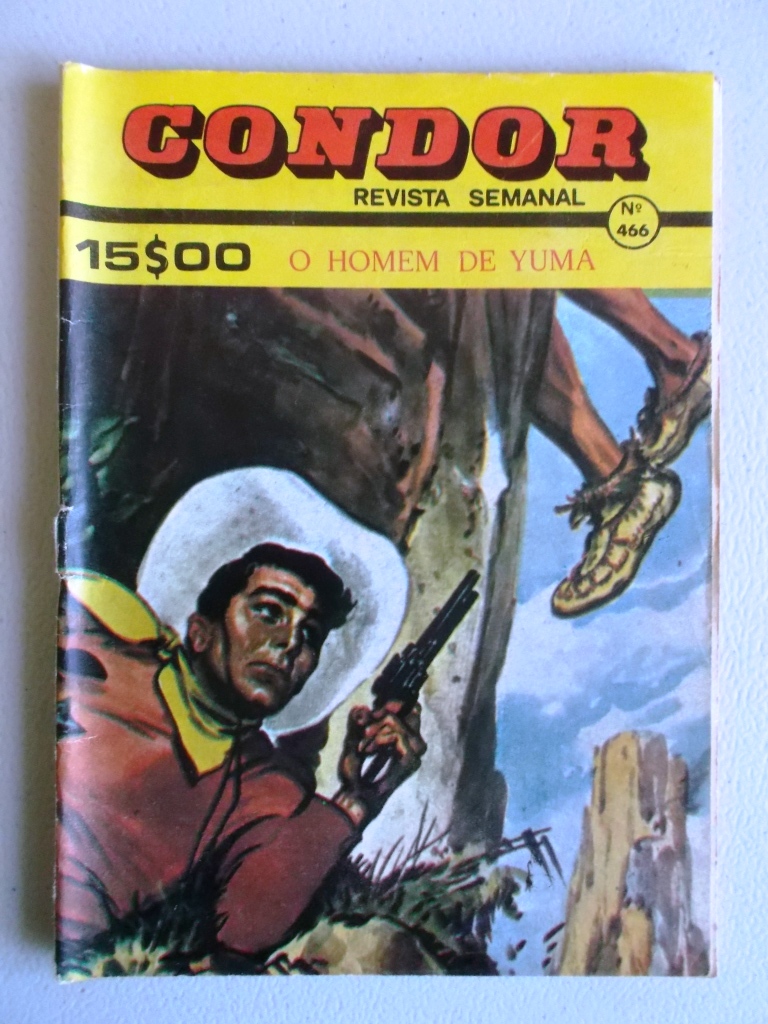 CONDOR
REVISTA SEMANAL
Nº
466
15$00
O HOMEM DE YUMA